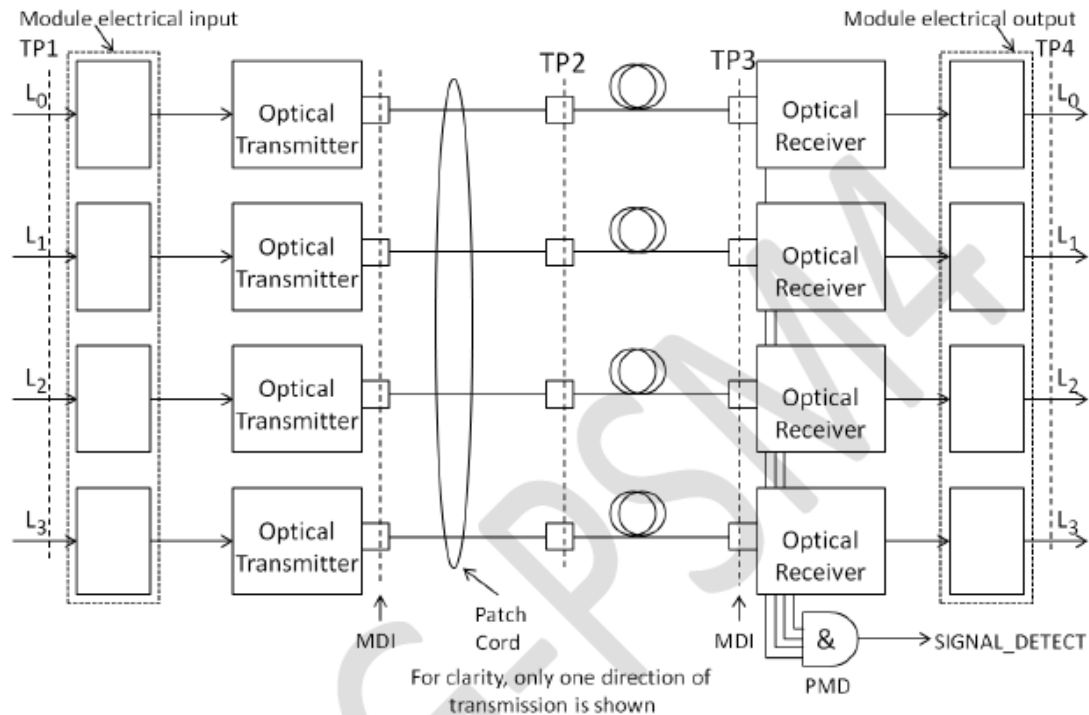 Module electrical input
Module electrical output
TP1
TP2
TP3
TP4
L0
Optical
Transmitter
Optical
Receiver
L0
L1
Optical
Transmitter
Optical
Receiver
L1
L2
Optical
Transmitter
Optical
Receiver
L2
L3
Optical
Transmitter
Optical
Receiver
L3
MDI
Patch
Cord
MDI
&
SIGNAL_DETECT
PMD
For clarity, only one direction of
transmission is shown
G-PSM4